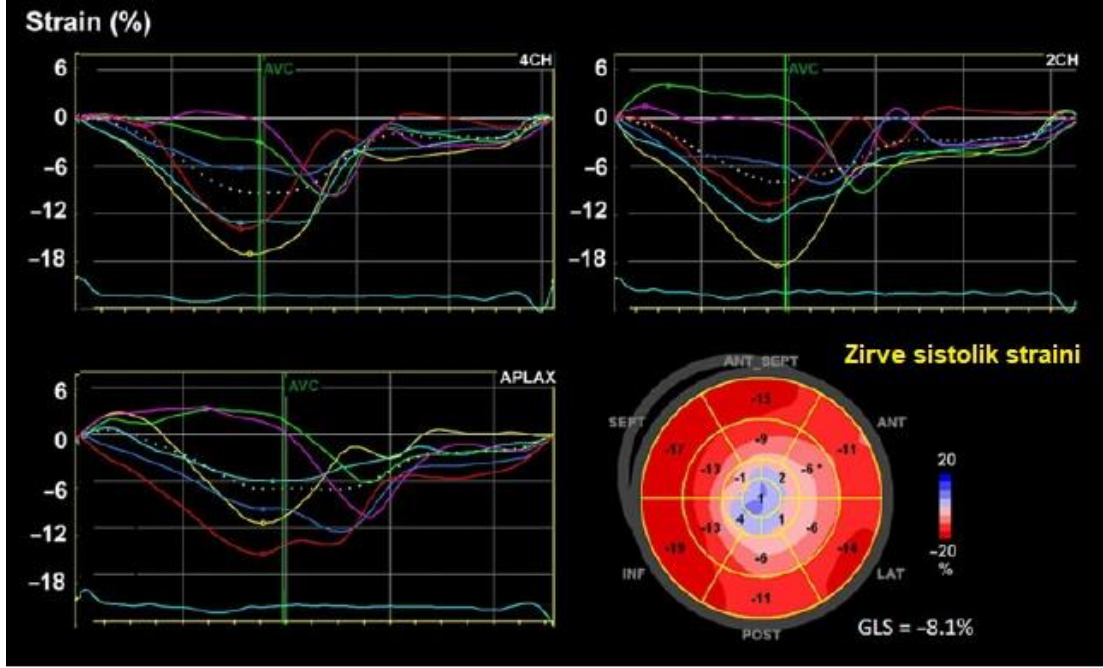 Strain (%)
4CH
6
0
−6
−12
−18
AVC
2CH
6
0
−6
−12
−18
AVC
APLAX
6
0
−6
−12
−18
AVC
Zirve sistolik straini
ANT_SEPT
SEPT
ANT
-15
-17
-11
-9
-13
-6 *
-1
2
1
-4
1
-13
-6
-6
-19
-14
-11
INF
LAT
POST
20
-20
%
GLS = −8.1%